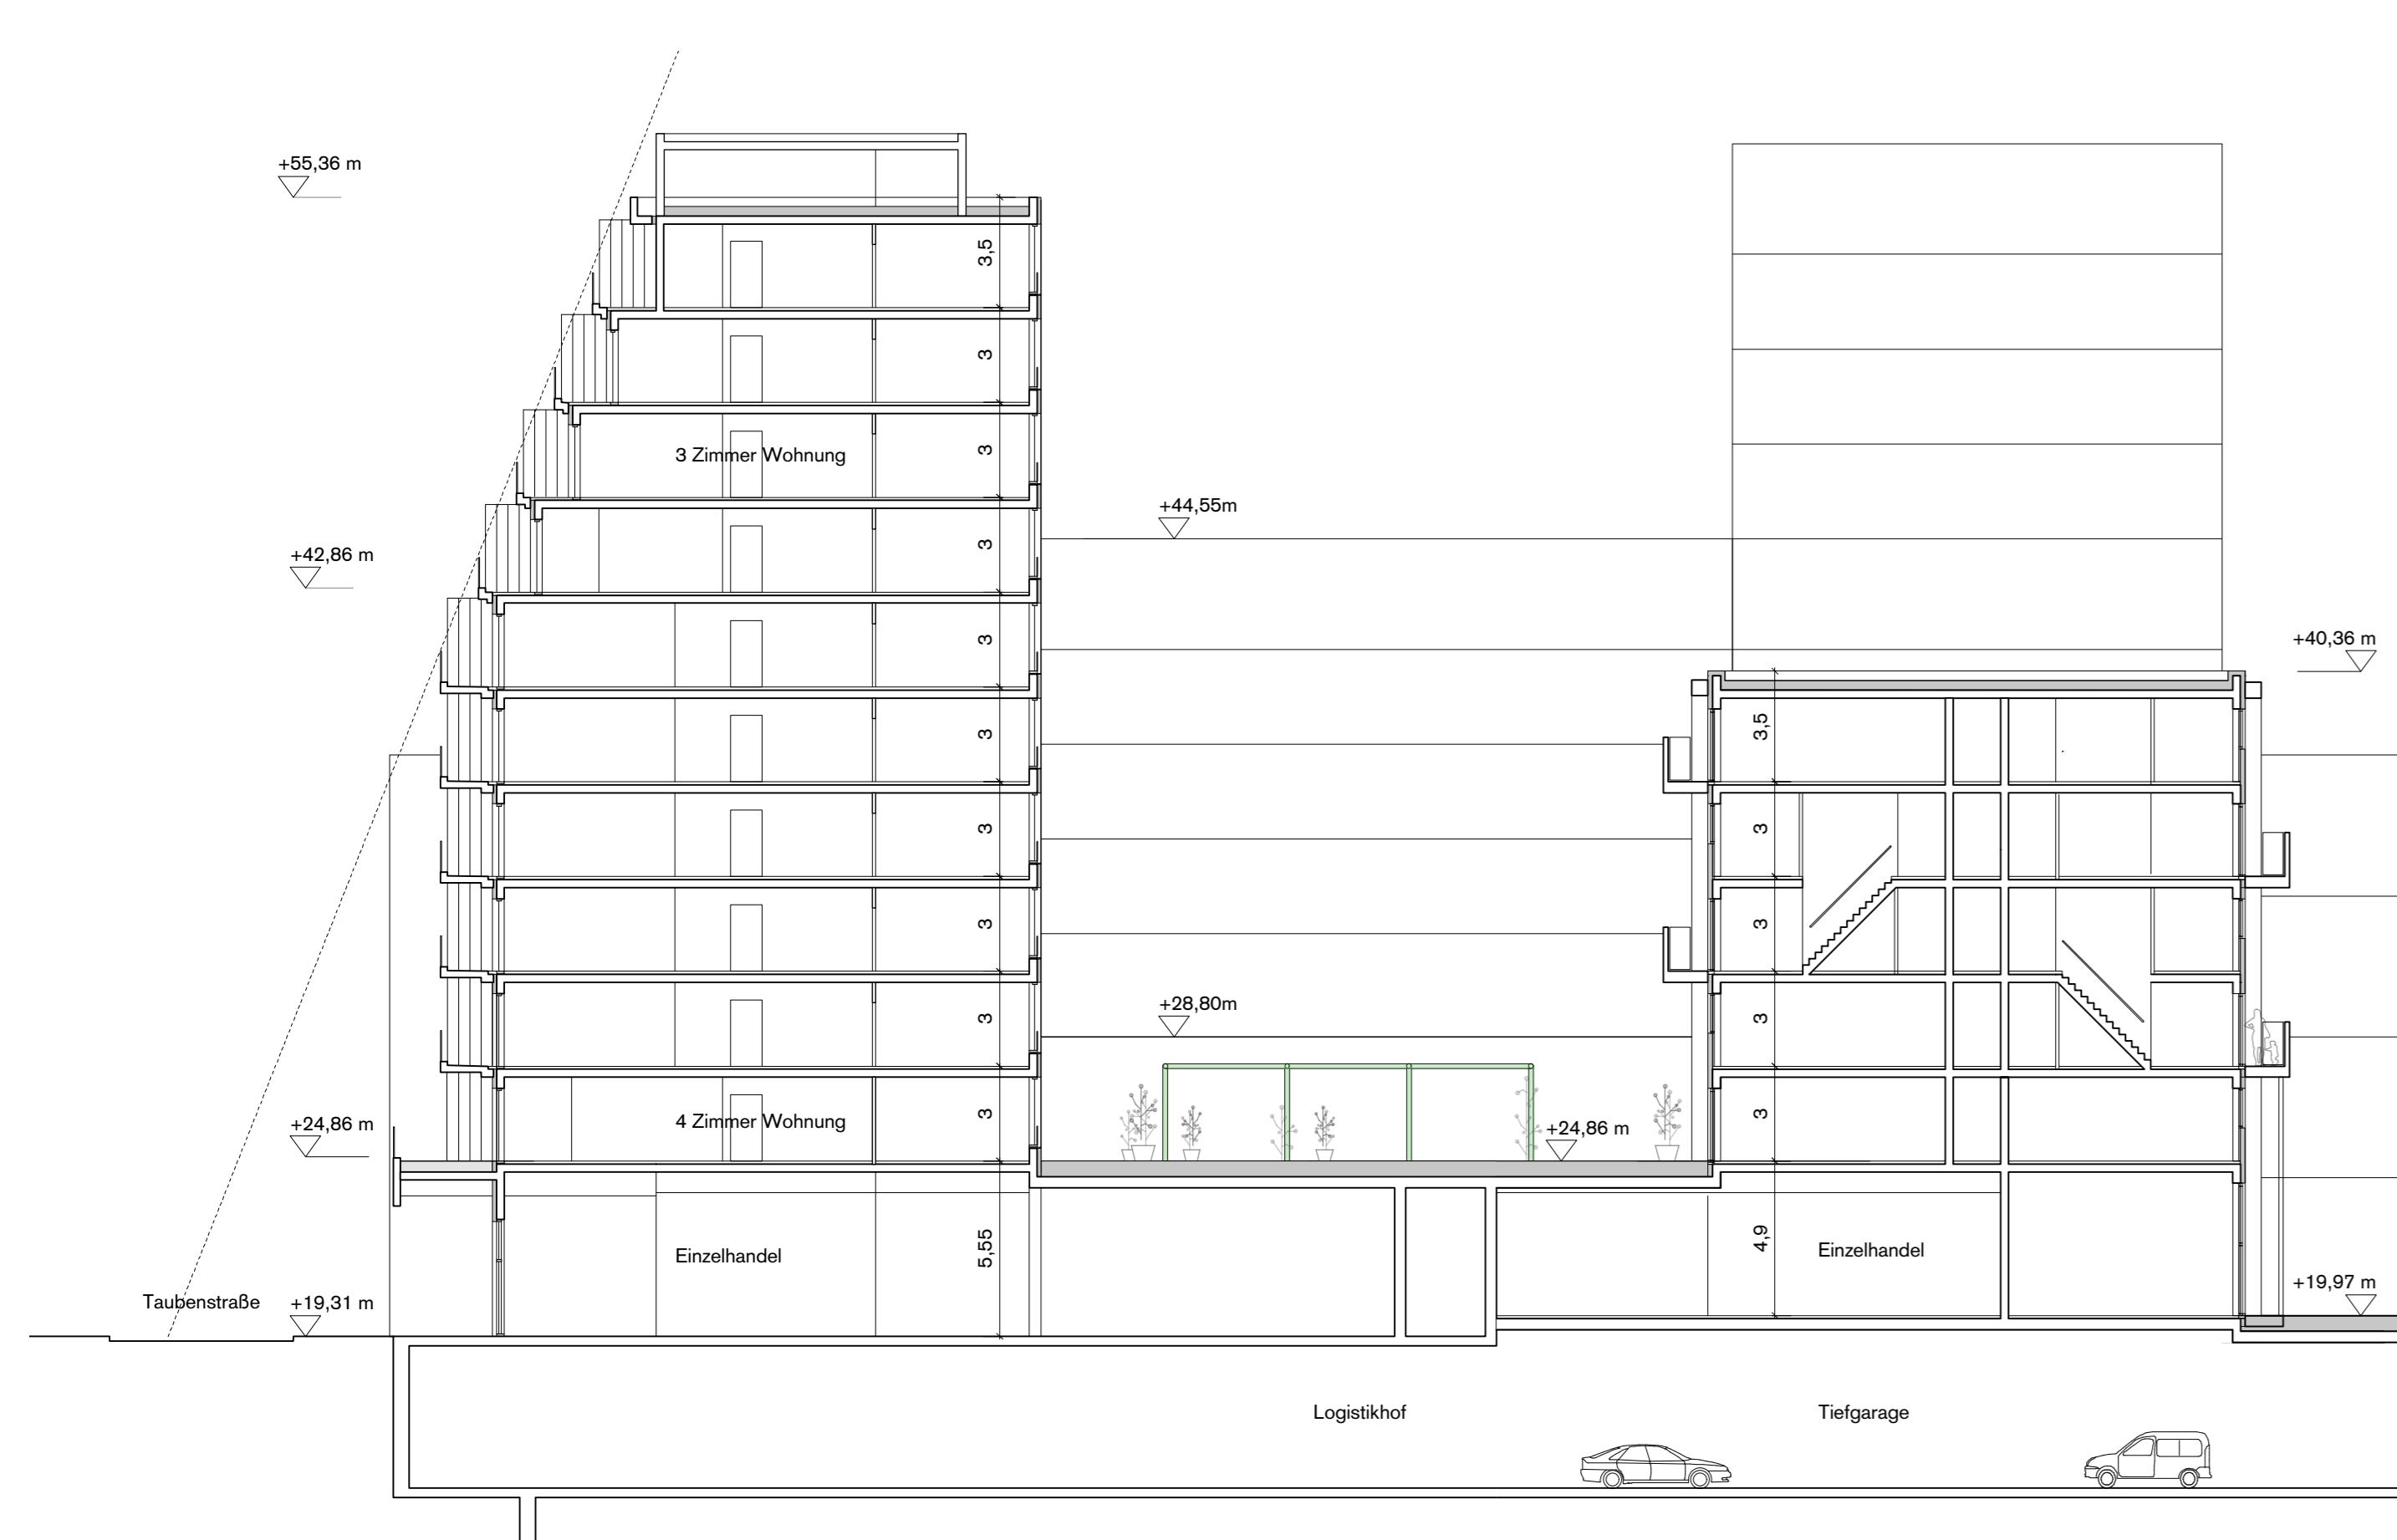 +55,36 m
3,5
3
3 Zimmer Wohnung
3
+44,55m
3
+42,86 m
3
+40,36 m
3
3,5
3
3
3
3
+28,80m
3
3
4 Zimmer Wohnung
3
3
+24,86 m
+24,86 m
Einzelhandel
5,55
4,9
Einzelhandel
Taubenstraße
+19,31 m
+19,97 m
Logistikhof
Tiefgarage